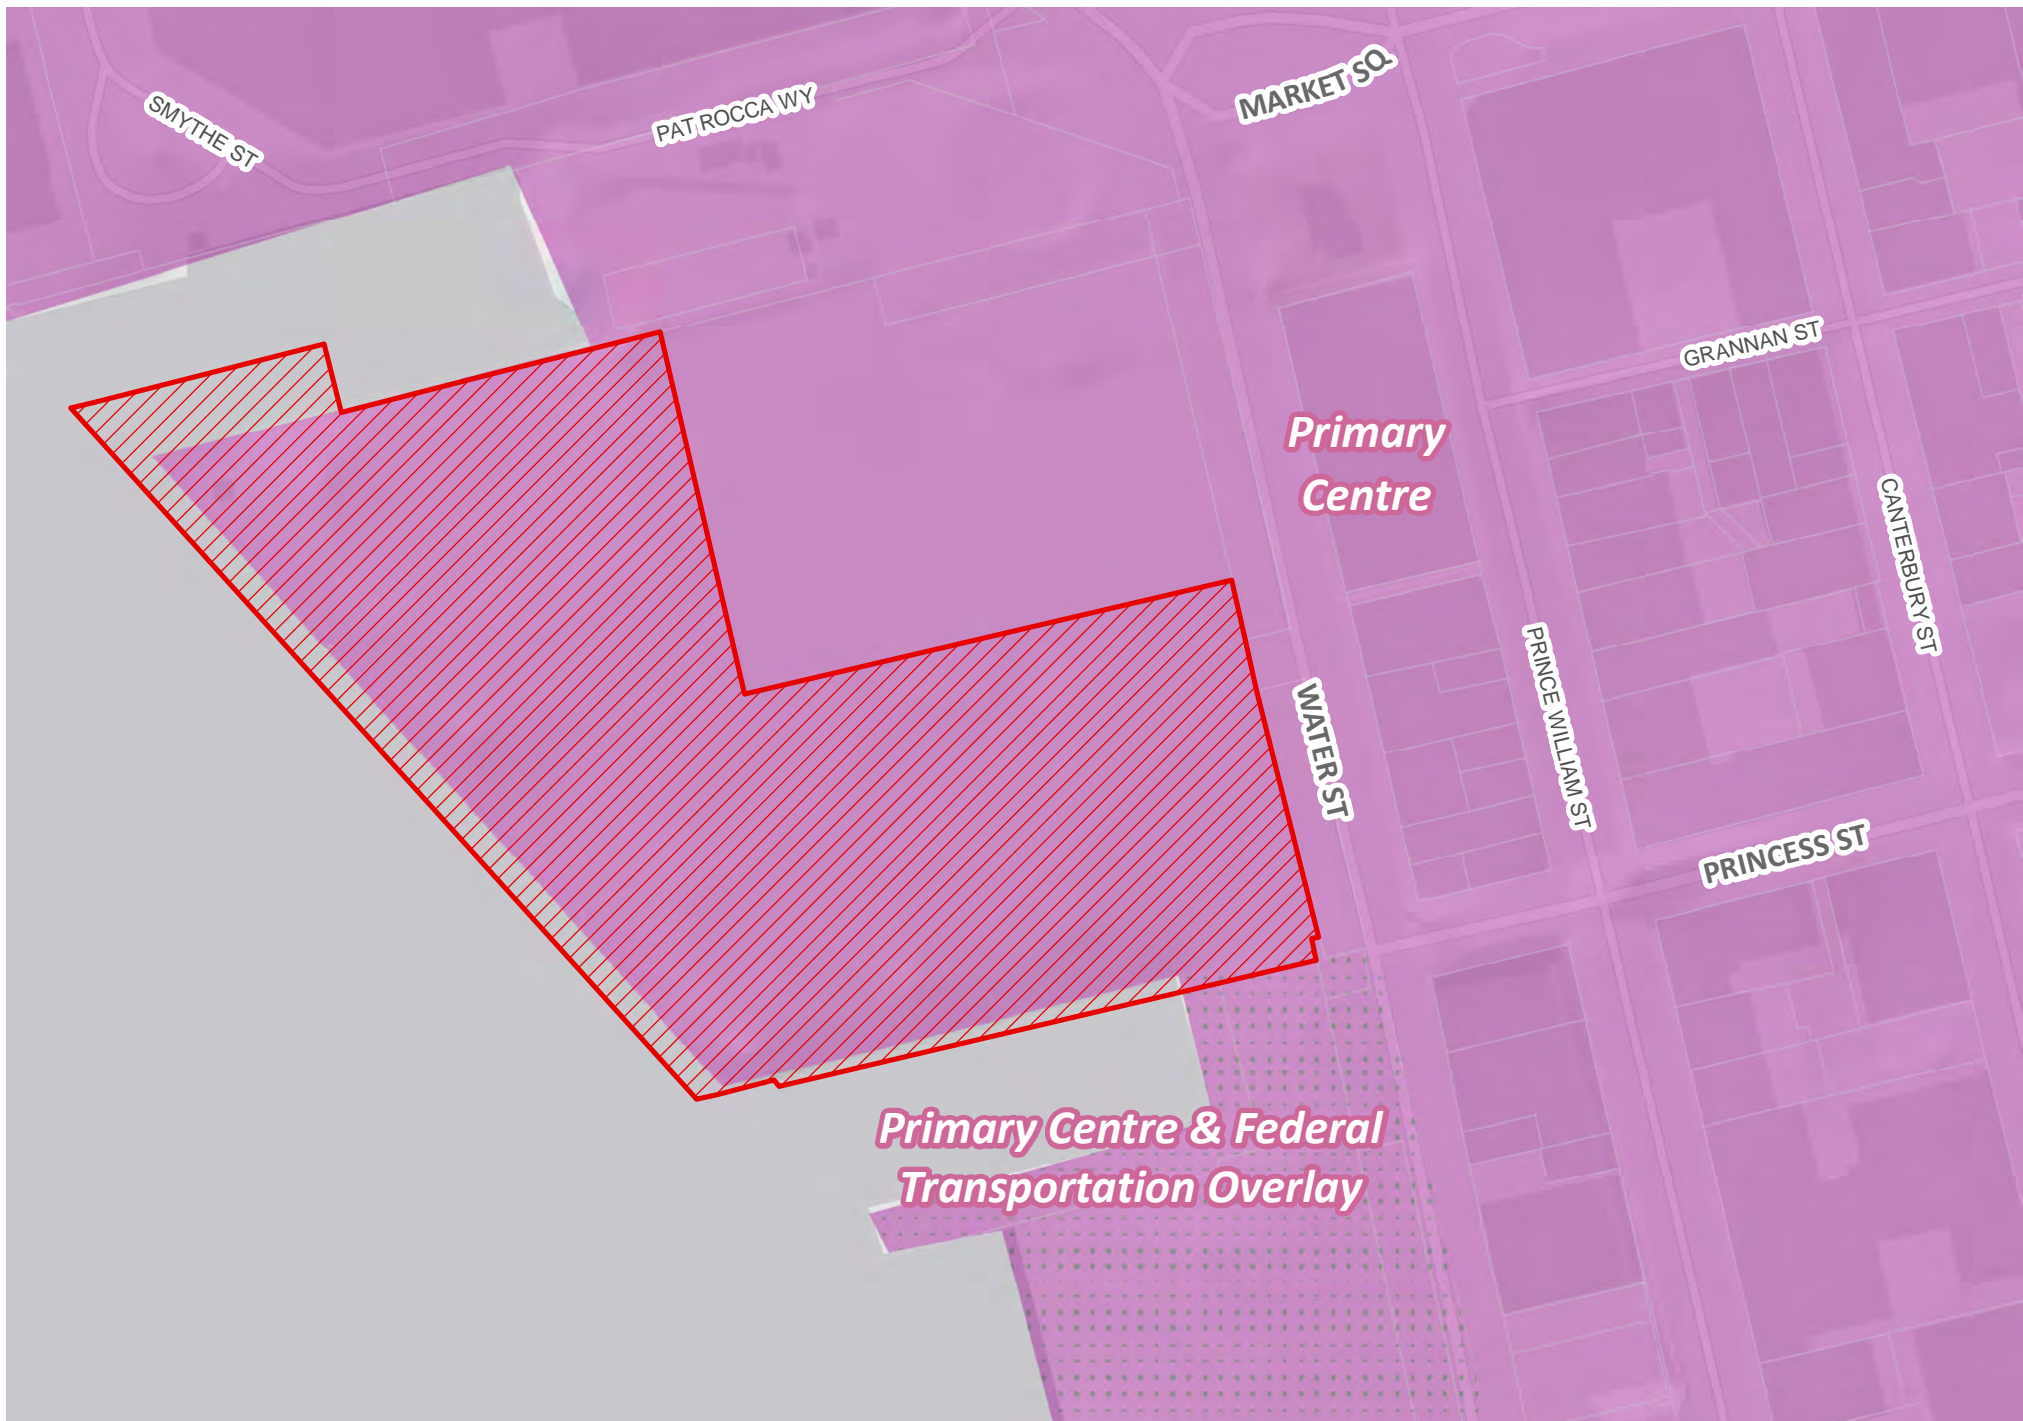 MARKET SQ
SMYTHE ST
PAT ROCCA WY
GRANNAN ST
Primary
Centre
CANTERBURY ST
PRINCE WILLIAM ST
WATER ST
PRINCESS ST
Primary Centre & Federal
Transportation Overlay